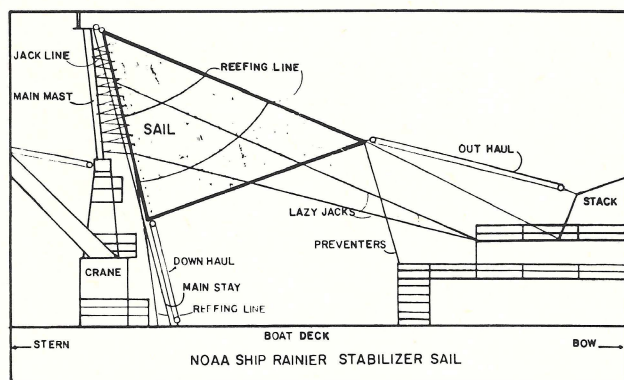 JACK LINE
REEFING LINE
MAIN MAST
SAIL
OUT HAUL
STACK
LAZY JACKS
PREVENTERS
DOWN HAUL
CRANE
MAIN STAY
REEFING LINE
BOAT DECK
STERN
BOW
NOAA SHIP RAINIER STABILIZER SAIL